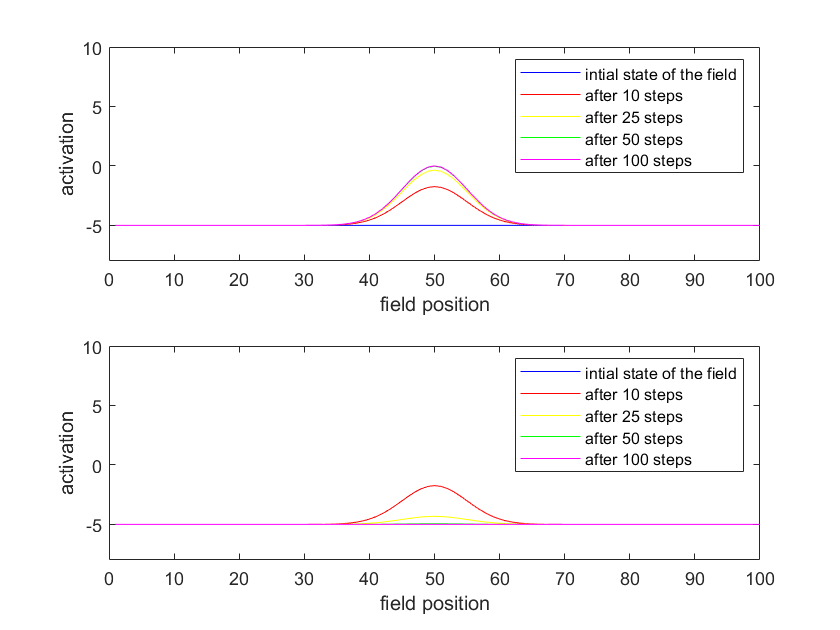 10
5
0
-5
activation
intial state of the field
after 10 steps
after 25 steps
after 50 steps
after 100 steps
0 10 20 30 40 50 60 70 80 90 100
field position
10
5
0
-5
activation
intial state of the field
after 10 steps
after 25 steps
after 50 steps
after 100 steps
0 10 20 30 40 50 60 70 80 90 100
field position